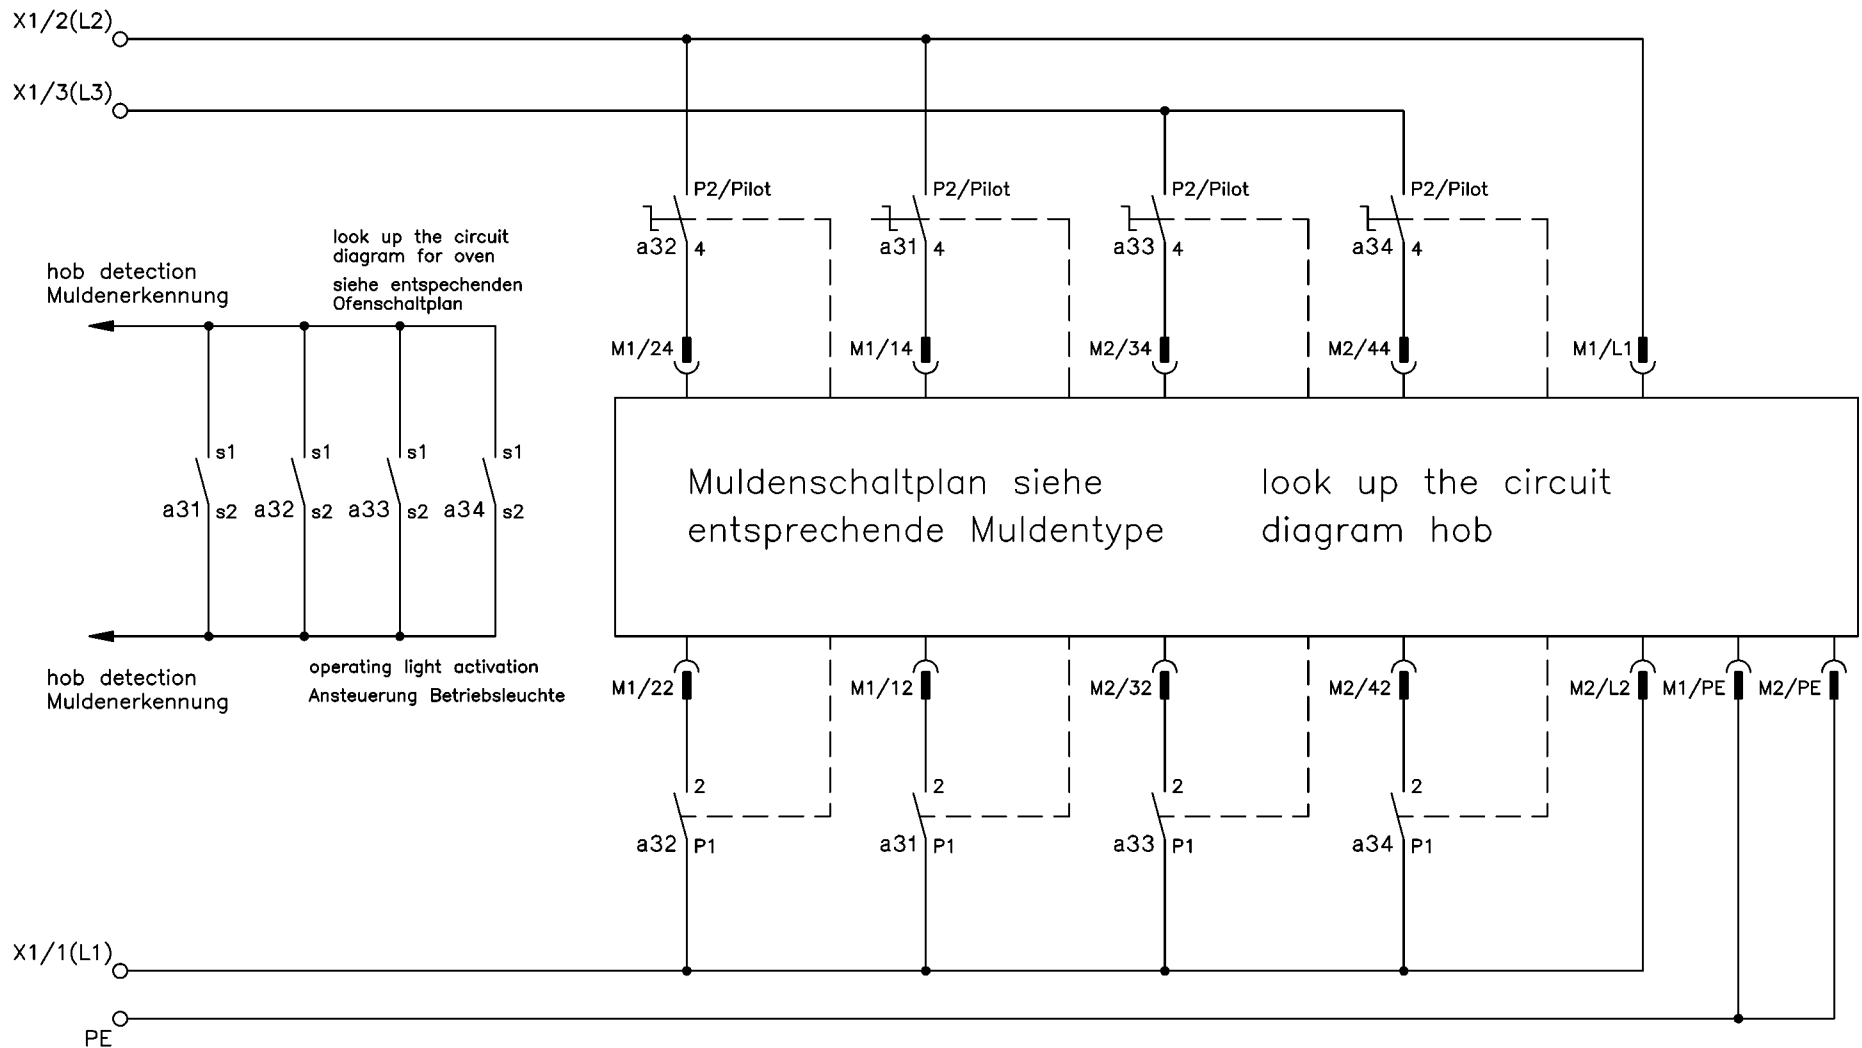 X1/2(L2)
X1/3(L3)
P2/Pilot
P2/Pilot
P2/Pilot
P2/Pilot
a32 4
a31 4
a33 4
a34 4
look up the circuit
diagram for oven
siehe entspechenden
Ofenschaltplan
hob detection
Muldenerkennung
M1/24
M1/14
M2/34
M2/44
M1/L1
s1
s1
s1
s1
a31 s2
a32 s2
a33 s2
a34 s2
Muldenschaltplan siehe
entsprechende Muldentype
look up the circuit
diagram hob
hob detection
Muldenerkennung
operating light activation
Ansteuerung Betriebsleuchte
M1/22
M1/12
M2/32
M2/42
M2/L2
M1/PE
M2/PE
2
2
2
2
a32 P1
a31 P1
a33 P1
a34 P1
X1/1(L1)
PE